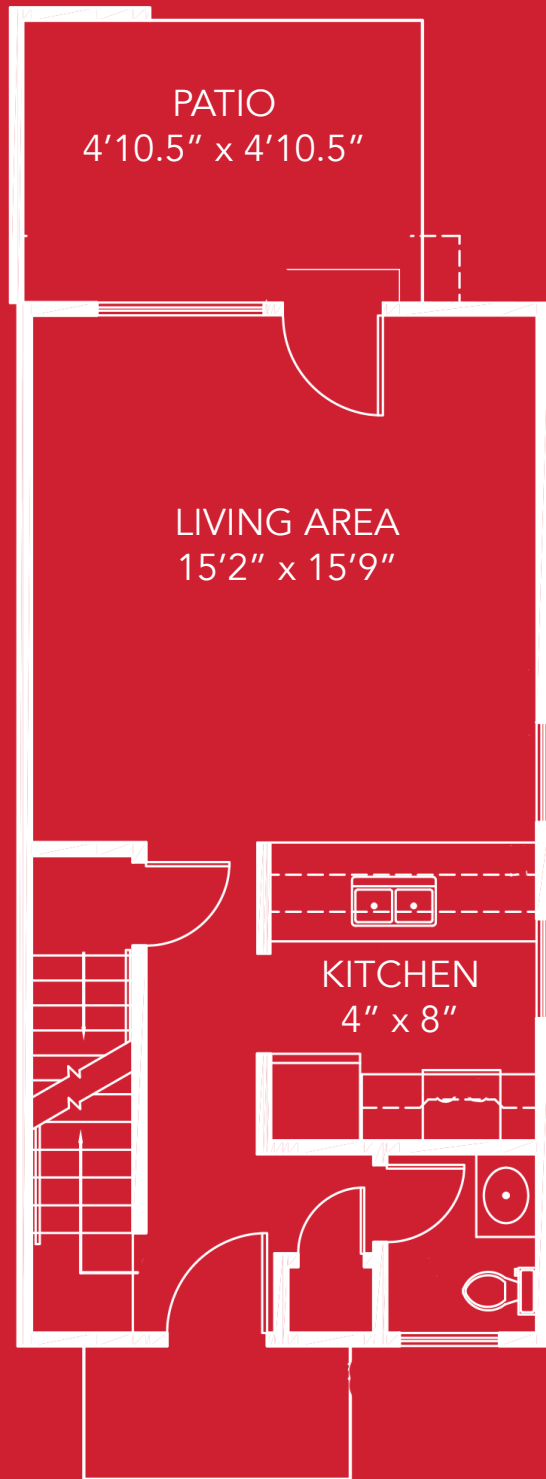 PATIO
4’10.5” x 4’10.5”
LIVING AREA
15’2” x 15’9”
KITCHEN
4” x 8”